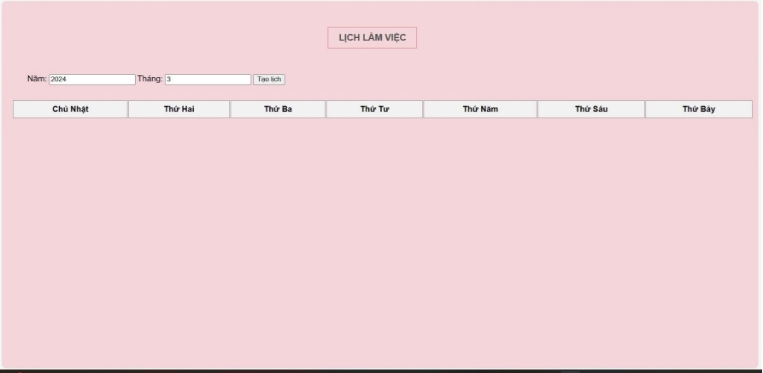 LỊCH LÀM VIỆC
Năm: 2024 Tháng: 3 Tạo lịch
Chủ Nhật Thứ Hai Thứ Ba Thứ Tư Thứ Năm Thứ Sáu Thứ Bảy